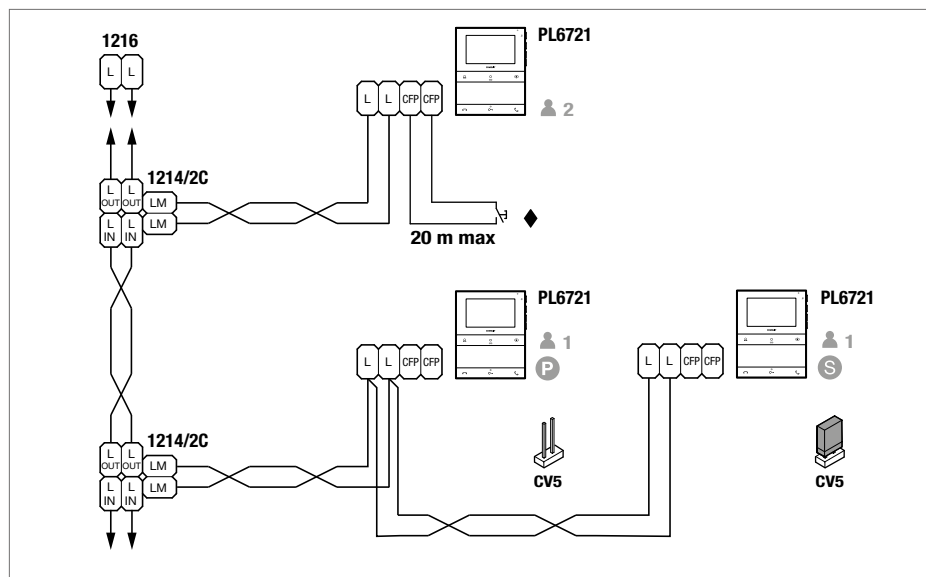 1216
L L
PL6721
L L CFP CFP
2
1214/2C
L OUT L OUT LM
L IN L IN LM
20 m max
PL6721
PL6721
1
1
L L CFP CFP
L L CFP CFP
P
S
1214/2C
L OUT L OUT LM
L IN L IN LM
CV5
CV5